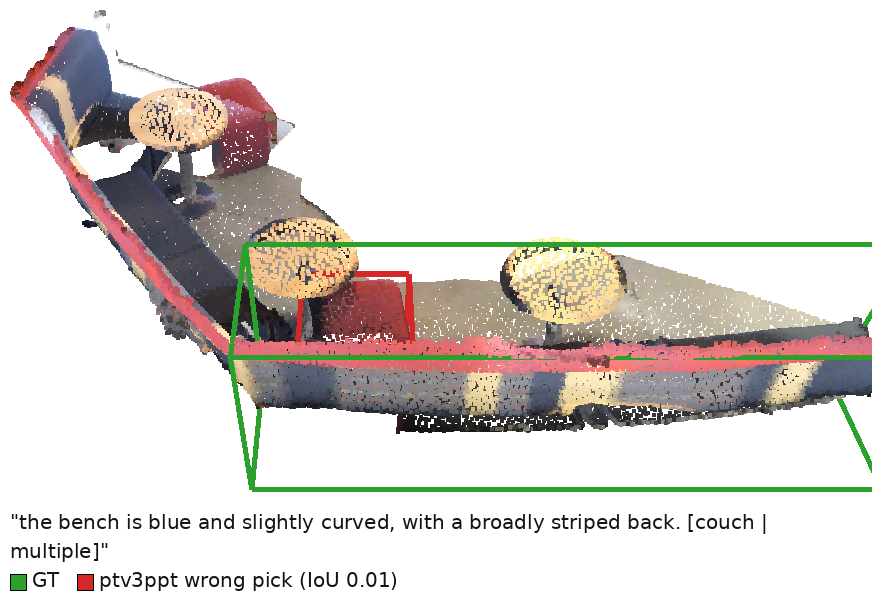 "the bench is blue and slightly curved, with a broadly striped back. [couch |
multiple]"
GT ptv3ppt wrong pick (IoU 0.01)